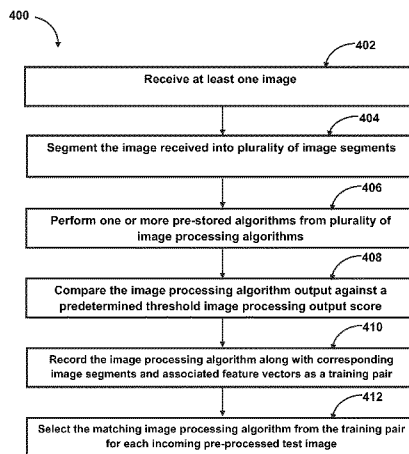 400
402
Receive at least one image
404
Segment the image received into plurality of image segments
406
Perform one or more pre-stored algorithms from plurality of
image processing algorithms
408
Compare the image processing algorithm output against a
predetermined threshold image processing output score
410
Record the image processing algorithm along with corresponding
image segments and associated feature vectors as a training pair
412
Select the matching image processing algorithm from the training pair
for each incoming pre-processed test image